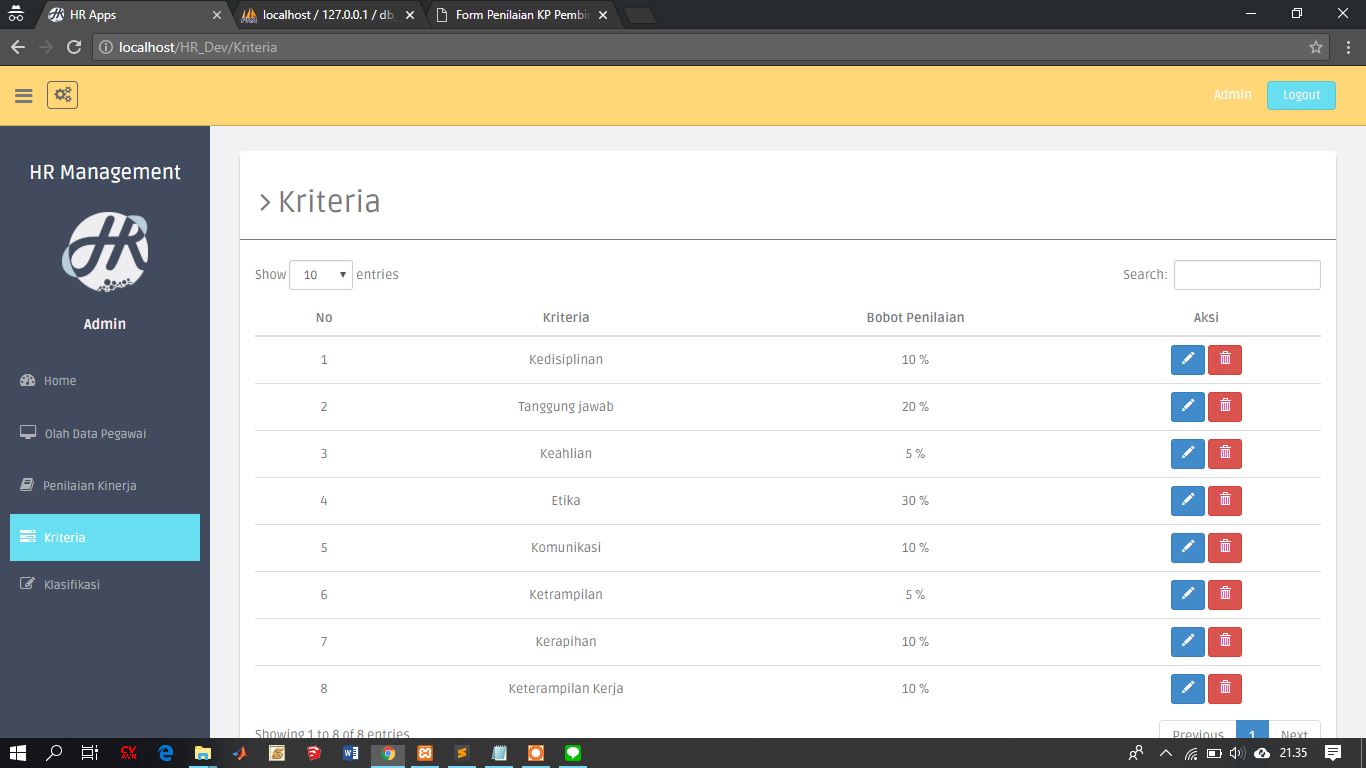 HR Apps
localhost / 127.0.0.1 / db_
Form Penilaian KP Pembi
localhost/HR_Dev/Kriteria
Admin
Logout
HR Management
HR
Admin
Home
Olah Data Pegawai
Penilaian Kinerja
Kriteria
Klasifikasi
Kriteria
Show 10 entries
Search:
No Kriteria Bobot Penilaian Aksi
1 Kedisiplinan 10 %
2 Tanggung jawab 20 %
3 Keahlian 5 %
4 Etika 30 %
5 Komunikasi 10 %
6 Ketrampilan 5 %
7 Kerapihan 10 %
8 Keterampilan Kerja 10 %
Showing 1 to 8 of 8 entries
Previous 1 Next
CV
AVR
21.35